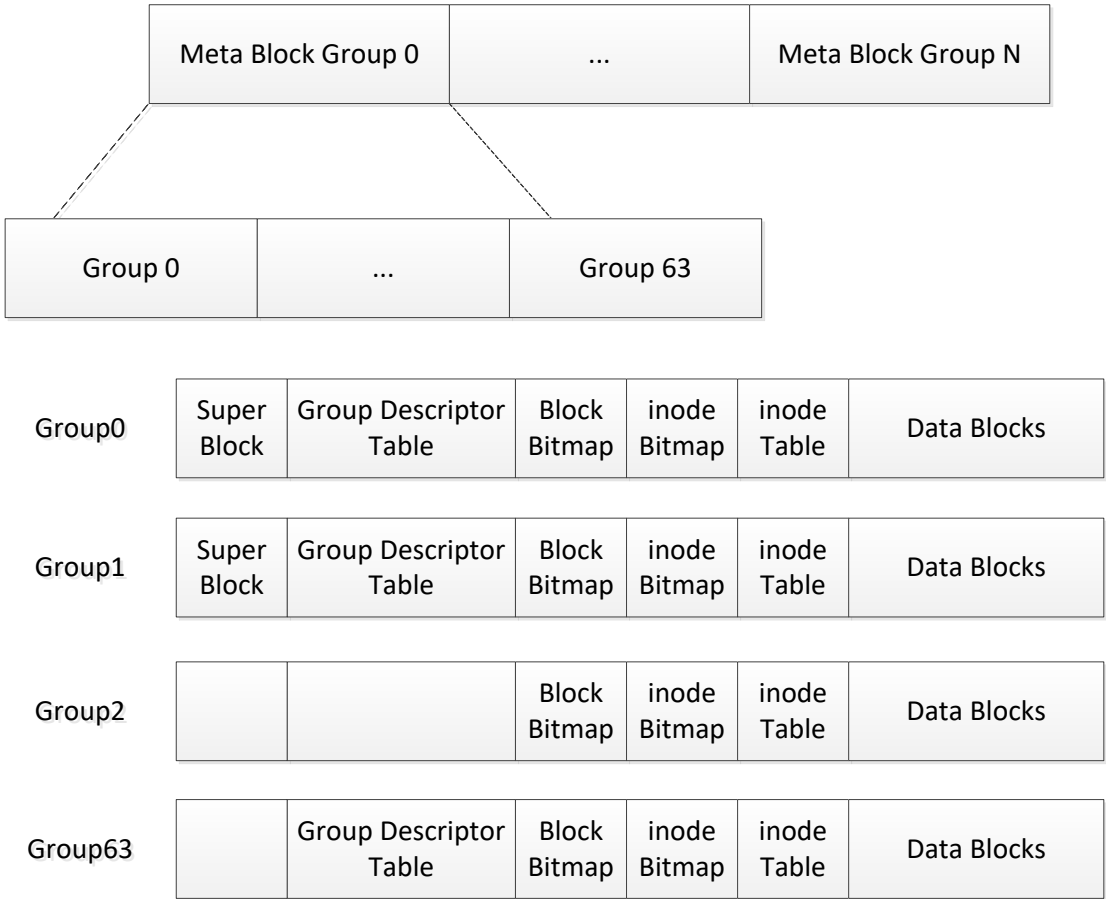 Meta Block Group 0
...
Meta Block Group N
Group 0
...
Group 63
Group0
Super
Block
Group Descriptor
Table
Block
Bitmap
inode
Bitmap
inode
Table
Data Blocks
Group1
Super
Block
Group Descriptor
Table
Block
Bitmap
inode
Bitmap
inode
Table
Data Blocks
Group2
Block
Bitmap
inode
Bitmap
inode
Table
Data Blocks
Group63
Group Descriptor
Table
Block
Bitmap
inode
Bitmap
inode
Table
Data Blocks